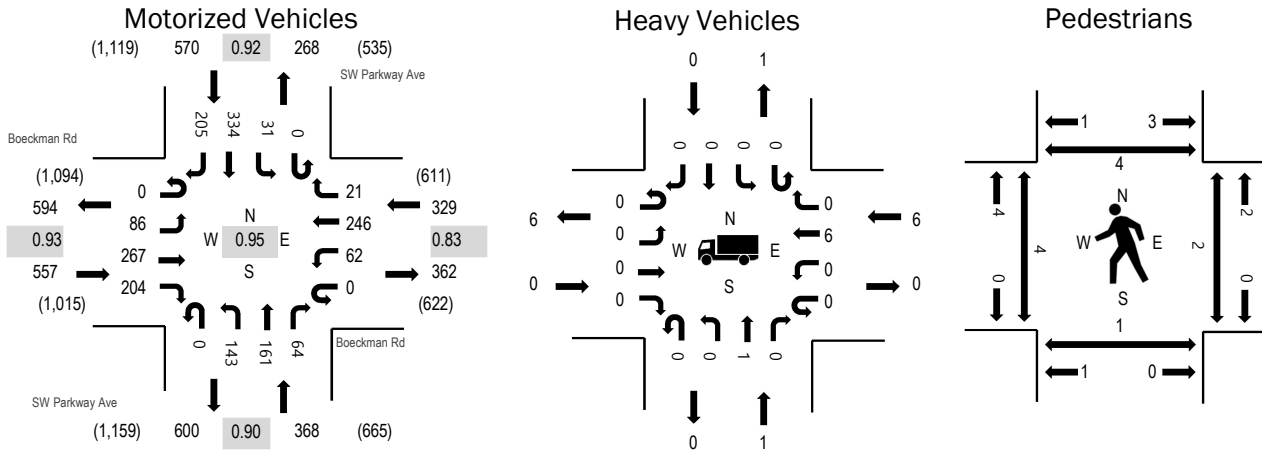 Motorized Vehicles
(1,119) 570 0.92 268 (535)
SW Parkway Ave
205 334 31 0
Boeckman Rd
(1,094) 0 21 (611)
594 329
86 N 246
0.93 W 0.95 E 0.83
267 62
557 S 362
204 0
(1,015) (622)
0 143 161 64
Boeckman Rd
SW Parkway Ave
(1,159) 600 0.90 368 (665)
Heavy Vehicles
0 1
0 0 0 0
0 0
6 6
0 N 6
W E
0 S 0
0 0
0 0
0 0 1 0
0 1
Pedestrians
1 3
4
4 N 2
W E
4 2
0 S 0
1
1 0